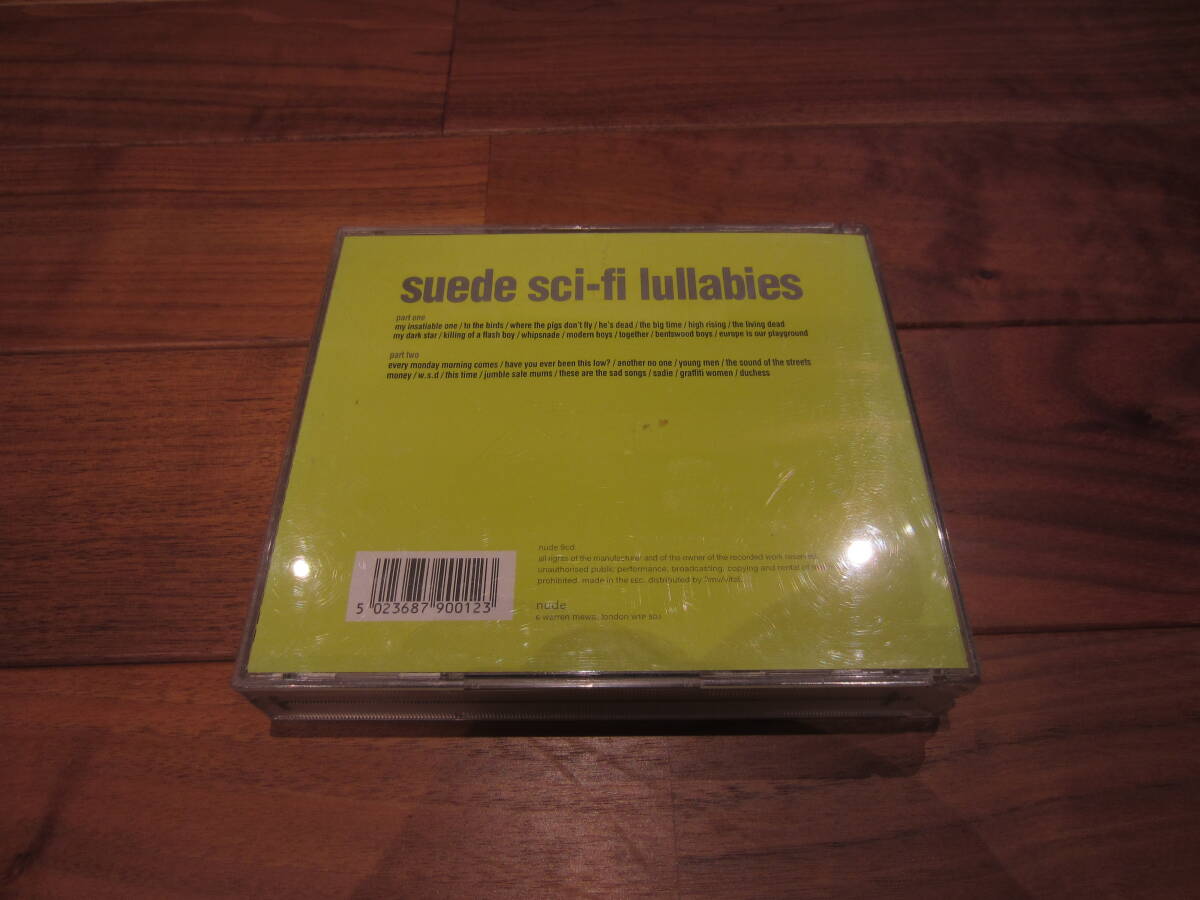 suede sci-fi lullabies
part one
my insatiable one / to the birds / where the pigs don't fly / he's dead / the big time / high rising / the living dead
my dark star / killing of a flash boy / whipsnade / modern boys / together / bentswood boys / europe is our playground
part two
every monday morning comes / have you ever been this low? / another no one / young men / the sound of the streets
money / w.s.d / this time / jumble sale mums / these are the sad songs / sadie / graffiti women / duchess
nude 9cd
all rights of the manufacturer and of the owner of the recorded work reserved.
unauthorised public performance, broadcasting, copying and rental of this
prohibited. made in the eec. distributed by 3mv/vital.
5 023687 900123
nude
6 warren mews, london w1p